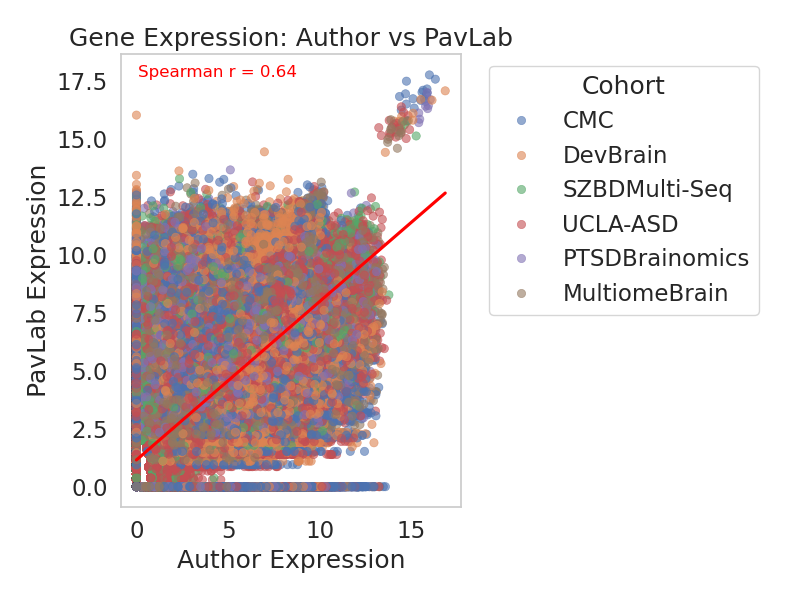 Gene Expression: Author vs PavLab
Spearman r = 0.64
17.5
15.0
12.5
10.0
7.5
5.0
2.5
0.0
PavLab Expression
0 5 10 15
Author Expression
Cohort
CMC
DevBrain
SZBDMulti-Seq
UCLA-ASD
PTSDBrainomics
MultiomeBrain